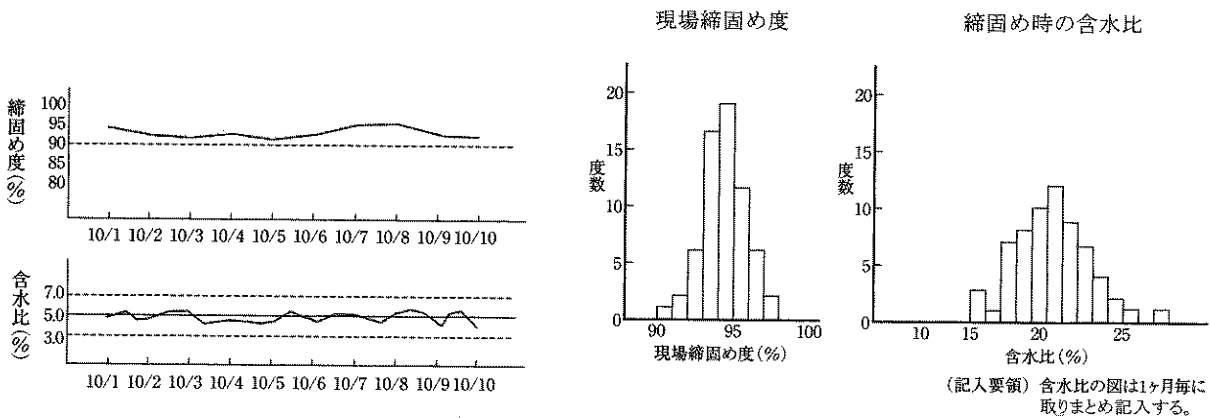 締固め度(%)
100
95
90
85
80
10/1 10/2 10/3 10/4 10/5 10/6 10/7 10/8 10/9 10/10
含水比(%)
7.0
5.0
3.0
10/1 10/2 10/3 10/4 10/5 10/6 10/7 10/8 10/9 10/10
現場締固め度
度数
20
15
10
5
0
90 95 100
現場締固め度(%)
締固め時の含水比
度数
20
15
10
5
0
10 15 20 25
含水比(%)
(記入要領) 含水比の図は1ヶ月毎に
取りまとめ記入する。